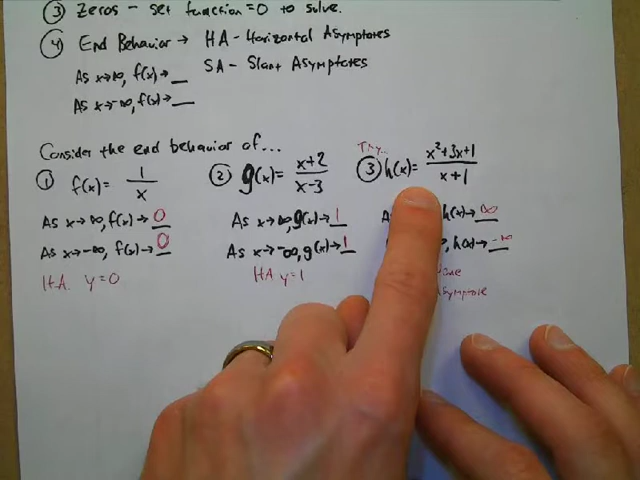 ③ Zeros - set function = 0 to solve.
④ End Behavior → HA - Horizontal Asymptotes
As x→∞, f(x)→__ SA - Slant Asymptotes
As x→-∞, f(x)→__
Consider the end behavior of...
Try...
① f(x) = 1/x ② g(x) = x+2/x-3 ③ h(x) = x²+3x+1/x+1
As x→∞, f(x)→0 As x→∞, g(x)→1 h(x)→∞
As x→-∞, f(x)→0 As x→-∞, g(x)→1 , h(x)→-∞
HA y=0 HA y=1